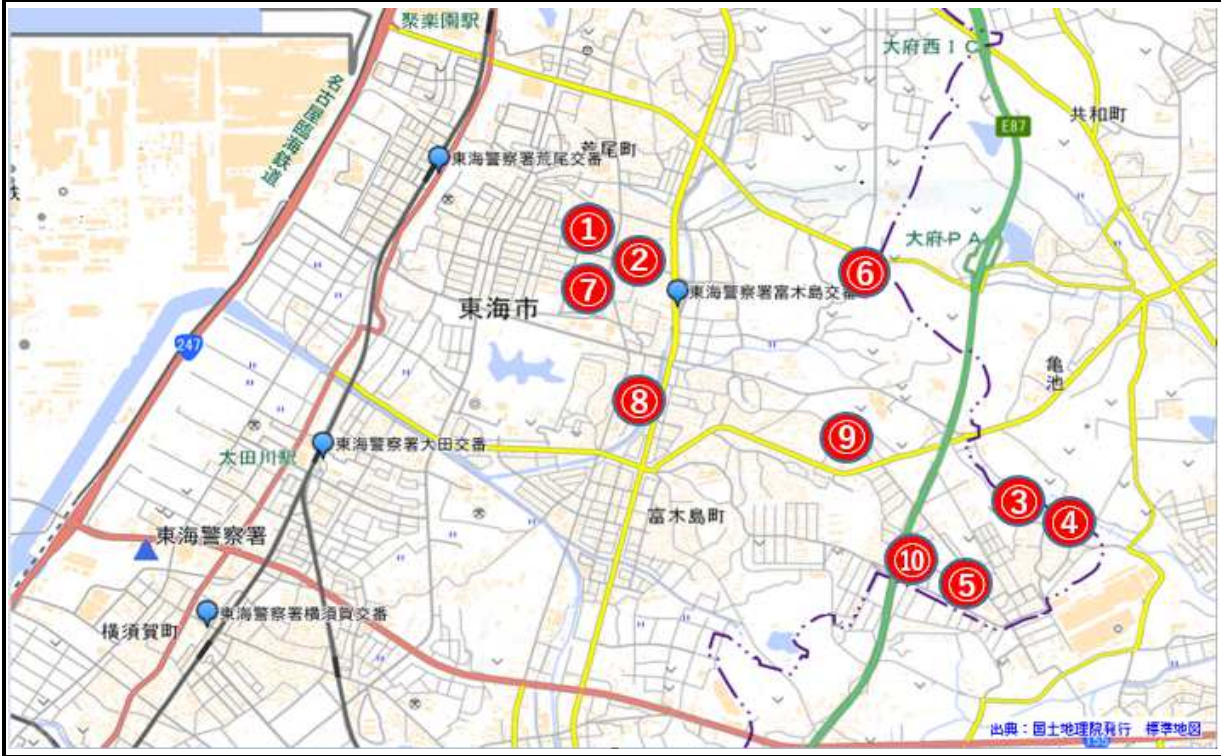 聚楽園駅
大府西IC
名古屋臨海鉄道
E87
共和町
東海警察署荒尾交番
荒尾町
①
②
大府PA
⑥
⑦
東海警察署富木島交番
東海市
247
亀池
⑧
⑨
東海警察署大田交番
太田川駅
③
④
富木島町
東海警察署
⑩
⑤
東海警察署横須賀交番
横須賀町
出典:国土地理院発行 標準地図
155